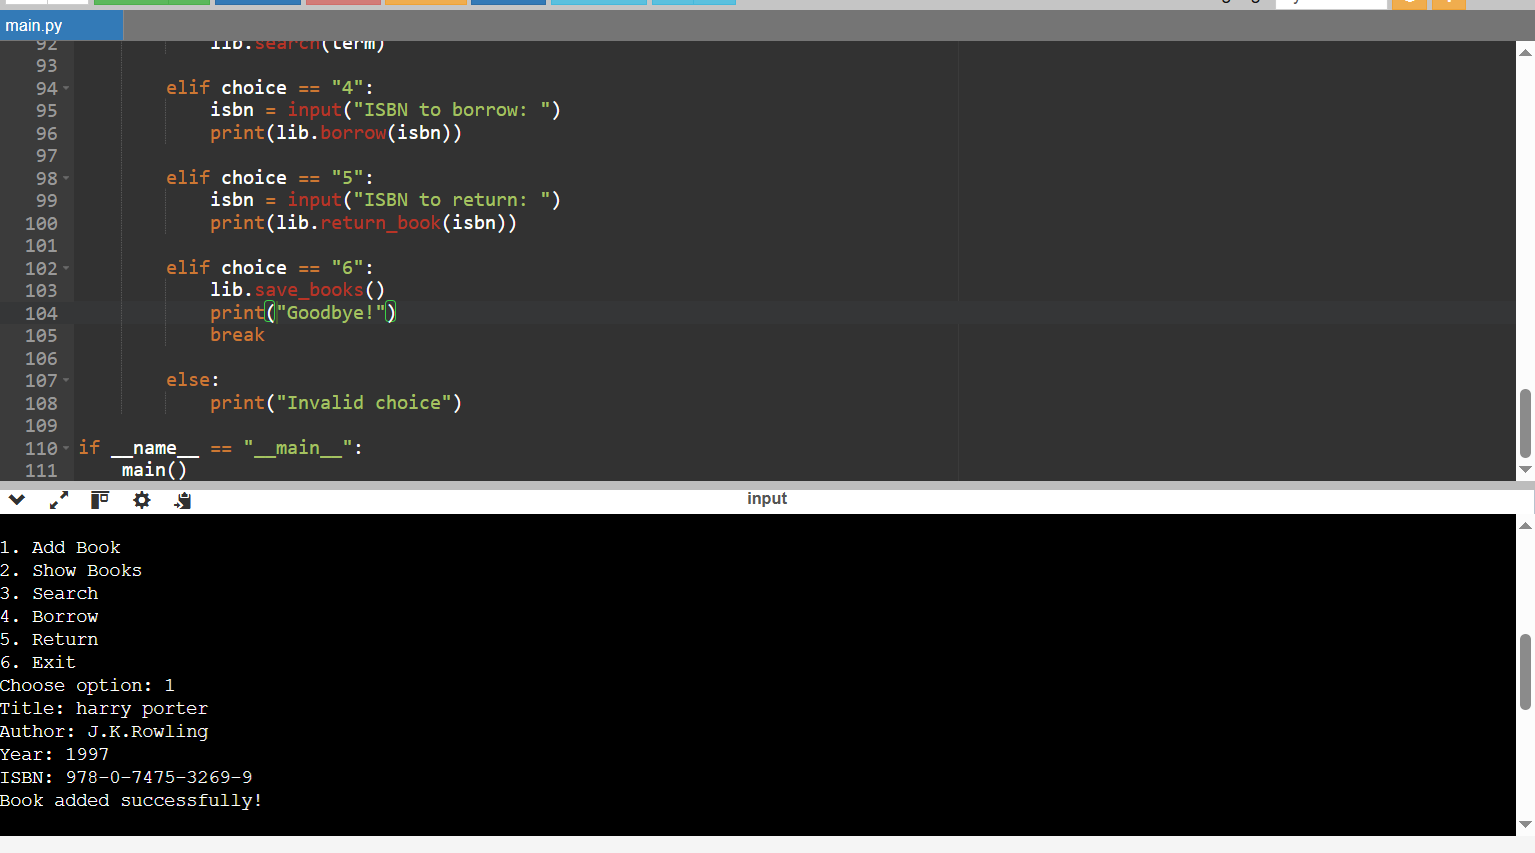 main.py
92 lib.search(term)
93
94 elif choice == "4":
95 isbn = input("ISBN to borrow: ")
96 print(lib.borrow(isbn))
97
98 elif choice == "5":
99 isbn = input("ISBN to return: ")
100 print(lib.return_book(isbn))
101
102 elif choice == "6":
103 lib.save_books()
104 print("Goodbye!")
105 break
106
107 else:
108 print("Invalid choice")
109
110 if __name__ == "__main__":
111 main()
input
1. Add Book
2. Show Books
3. Search
4. Borrow
5. Return
6. Exit
Choose option: 1
Title: harry porter
Author: J.K.Rowling
Year: 1997
ISBN: 978-0-7475-3269-9
Book added successfully!